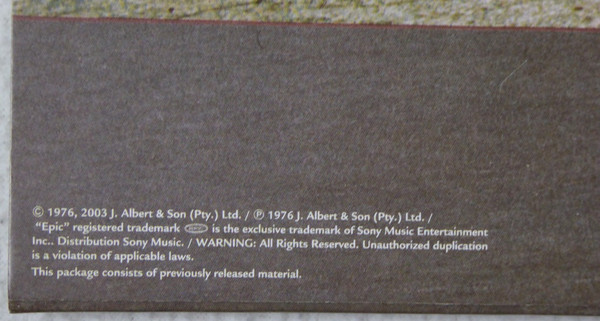 © 1976, 2003 J. Albert & Son (Pty.) Ltd. / ℗ 1976 J. Albert & Son (Pty.) Ltd. /
"Epic" registered trademark is the exclusive trademark of Sony Music Entertainment
Inc.. Distribution Sony Music. / WARNING: All Rights Reserved. Unauthorized duplication
is a violation of applicable laws.
This package consists of previously released material.